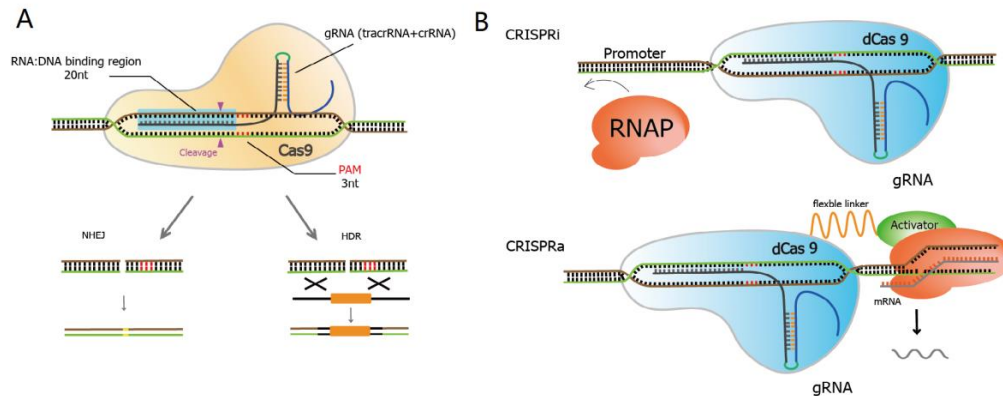 A
gRNA (tracrRNA+crRNA)
RNA:DNA binding region
20nt
Cleavage
Cas9
PAM
3nt
NHEJ
HDR
B
CRISPRi
Promoter
dCas 9
RNAP
gRNA
flexble linker
Activator
CRISPRa
dCas 9
mRNA
gRNA